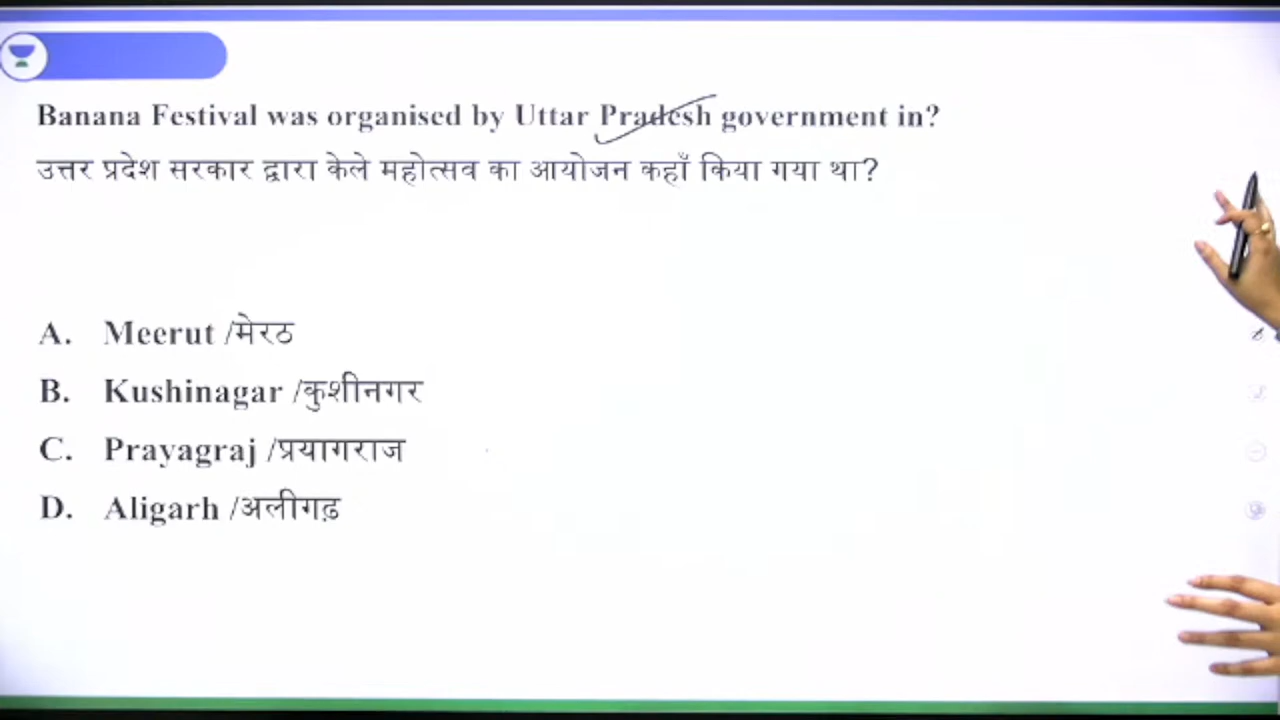 Banana Festival was organised by Uttar Pradesh government in?
उत्तर प्रदेश सरकार द्वारा केले महोत्सव का आयोजन कहाँ किया गया था?
A. Meerut /मेरठ
B. Kushinagar /कुशीनगर
C. Prayagraj /प्रयागराज
D. Aligarh /अलीगढ़